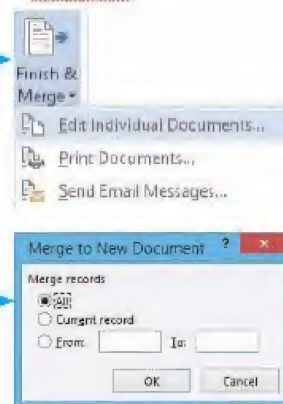 Finish &
Merge
Edit Individual Documents...
Print Documents...
Send Email Messages...
Merge to New Document ? x
Merge records
All
Current record
From: To:
OK Cancel